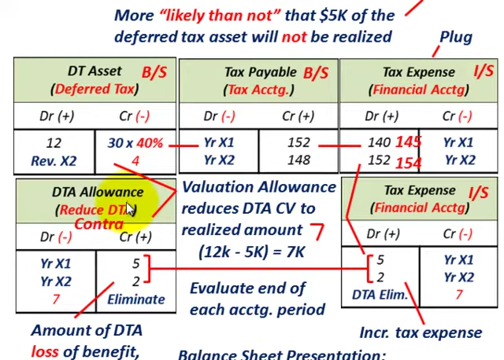 More "likely than not" that $5K of the
deferred tax asset will not be realized
Plug
DT Asset B/S
(Deferred Tax)
Dr (+) Cr (-)
12 30 x 40%
Rev. X2 4
Tax Payable B/S
(Tax Acctg.)
Dr (-) Cr (+)
Yr X1 152
Yr X2 148
Tax Expense I/S
(Financial Acctg)
Dr (+) Cr (-)
140 145 Yr X1
152 154 Yr X2
DTA Allowance
(Reduce DTA)
Contra
Dr (-) Cr (+)
Yr X1 5
Yr X2 2
7 Eliminate
Valuation Allowance
reduces DTA CV to
realized amount
(12k - 5K) = 7K
7
Evaluate end of
each acctg. period
Tax Expense I/S
(Financial Acctg)
Dr (+) Cr (-)
5 Yr X1
2 Yr X2
DTA Elim. 7
Amount of DTA
loss of benefit,
Incr. tax expense
Balance Sheet Presentation: